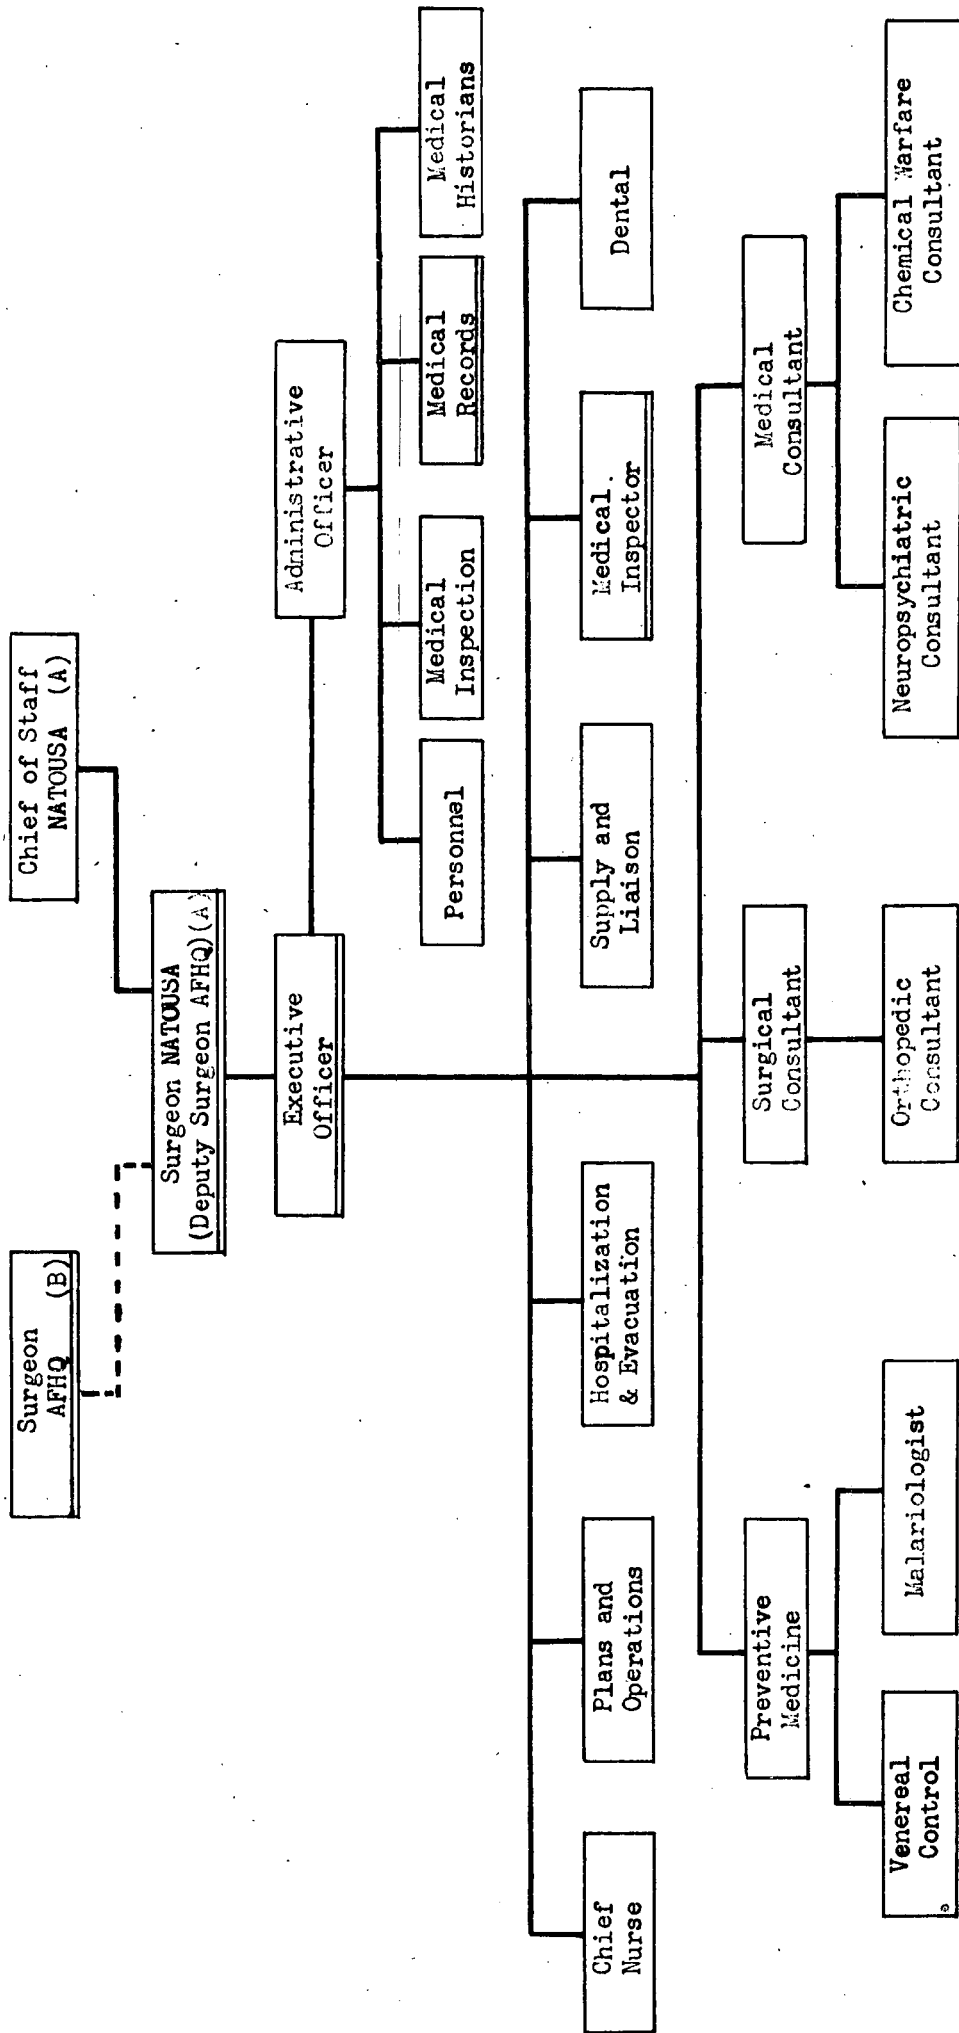 Surgeon
AFHQ (B)
Chief of Staff
NATOUSA (A)
Surgeon NATOUSA
(Deputy Surgeon AFHQ)(A)
Executive
Officer
Administrative
Officer
Personnel
Medical
Inspection
Medical
Records
Medical
Historians
Chief
Nurse
Plans and
Operations
Hospitalization
& Evacuation
Supply and
Liaison
Medical.
Inspector
Dental
Preventive
Medicine
Surgical
Consultant
Medical
Consultant
Venereal
Control
Malariologist
Orthopedic
Consultant
Neuropsychiatric
Consultant
Chemical Warfare
Consultant